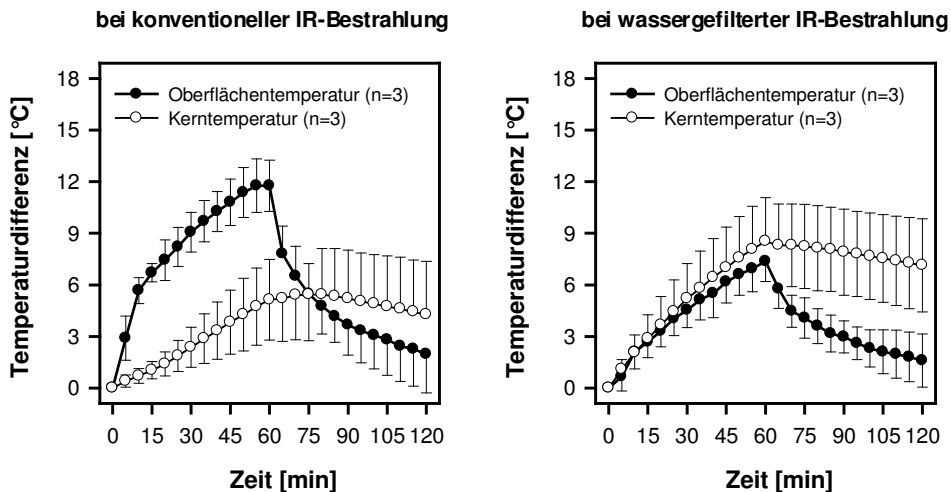 bei konventioneller IR-Bestrahlung
Temperaturdifferenz [°C]
18
15
12
9
6
3
0
Oberflächentemperatur (n=3)
Kerntemperatur (n=3)
0 15 30 45 60 75 90 105 120
Zeit [min]
bei wassergefilterter IR-Bestrahlung
Temperaturdifferenz [°C]
18
15
12
9
6
3
0
Oberflächentemperatur (n=3)
Kerntemperatur (n=3)
0 15 30 45 60 75 90 105 120
Zeit [min]